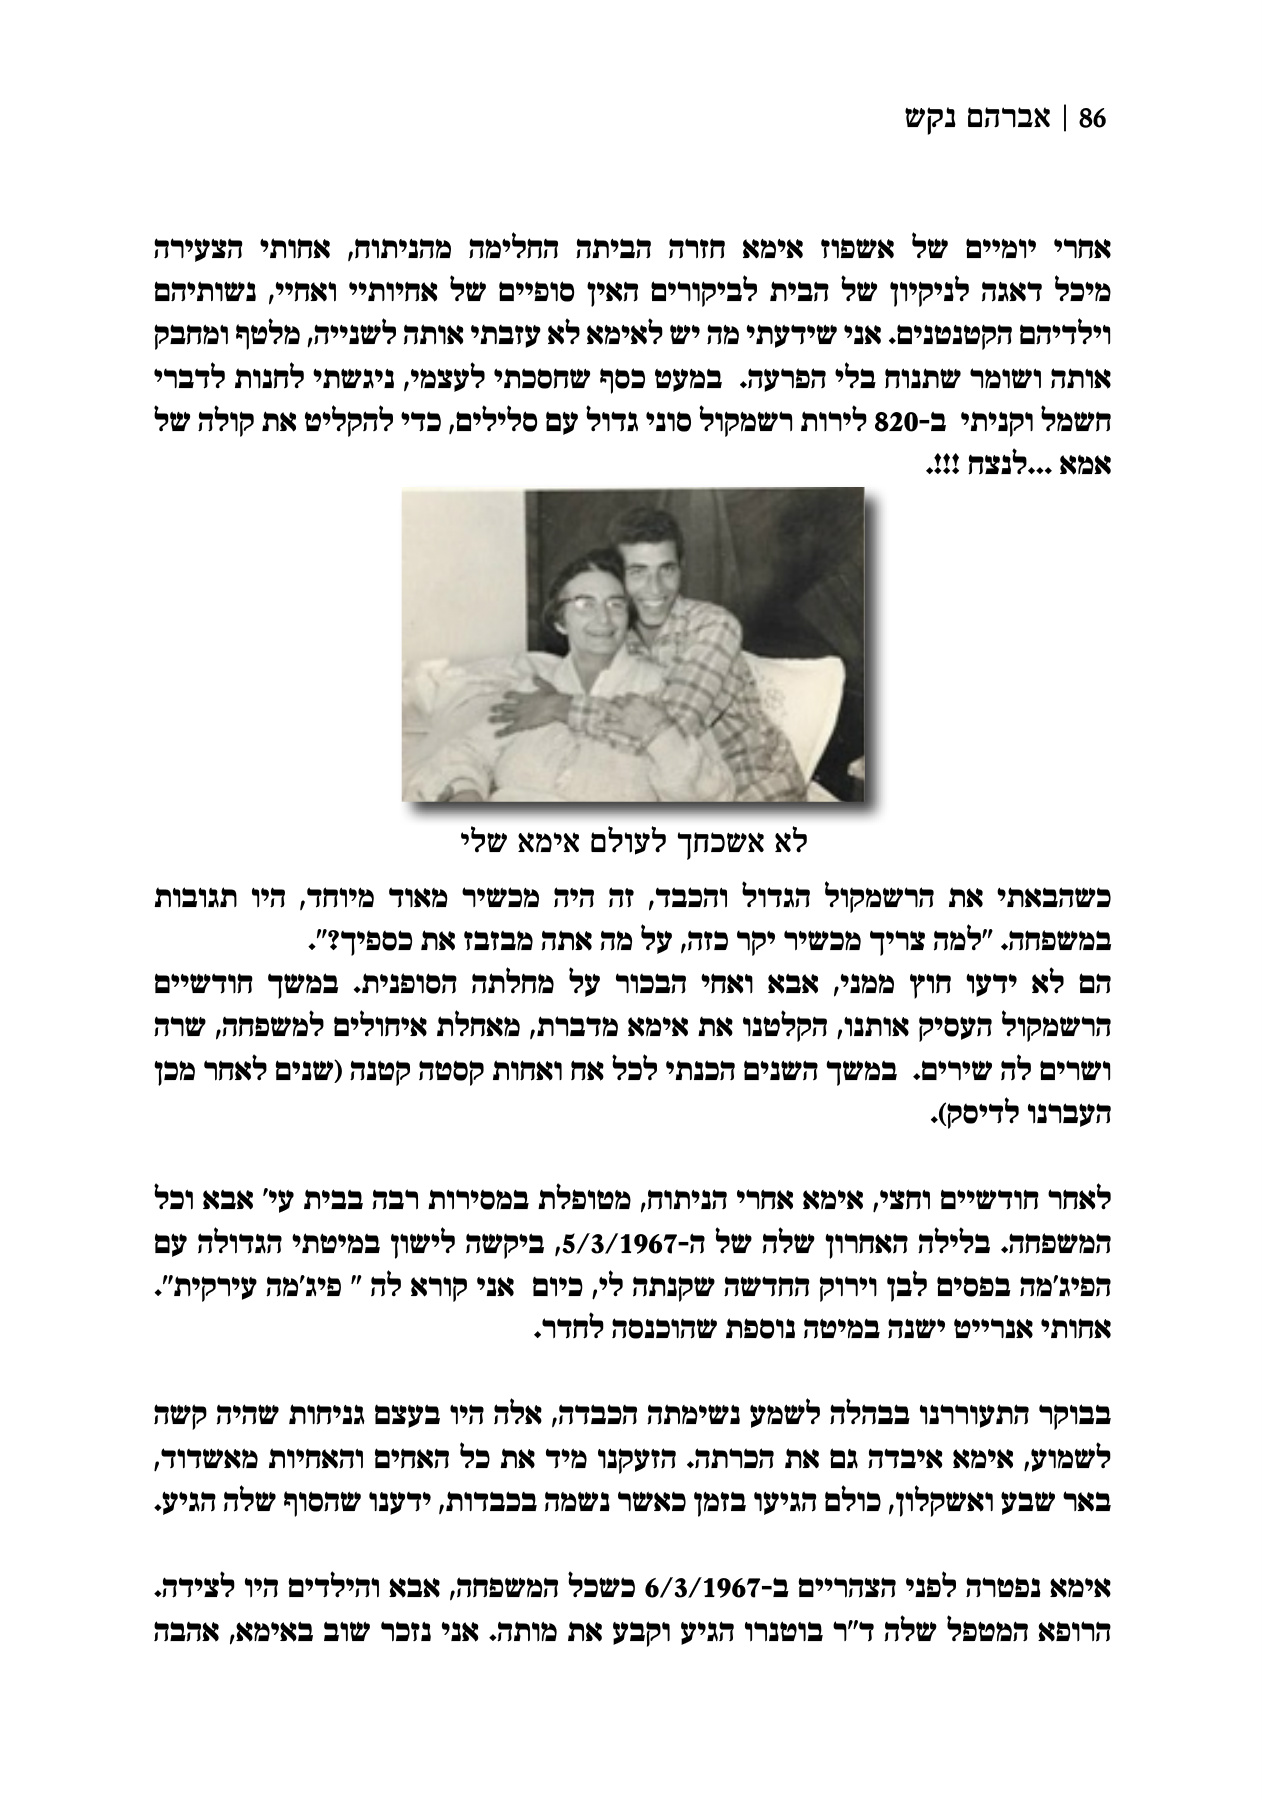 86 | אברהם נקש
אחרי יומיים של אשפוז אימא חזרה הביתה החלימה מהניתוח, אחותי הצעירה
מיכל דאגה לניקיון של הבית לביקורים האין סופיים של אחיותיי ואחיי, נשותיהם
וילדיהם הקטנטנים. אני שידעתי מה יש לאימא לא עזבתי אותה לשנייה, מלטף ומחבק
אותה ושומר שתנוח בלי הפרעה.  במעט כסף שחסכתי לעצמי, ניגשתי לחנות לדברי
חשמל וקניתי  ב-820 לירות רשמקול סוני גדול עם סלילים, כדי להקליט את קולה של
אמא ...לנצח !!!.
לא אשכחך לעולם אימא שלי
כשהבאתי את הרשמקול הגדול והכבד, זה היה מכשיר מאוד מיוחד, היו תגובות
במשפחה. "למה צריך מכשיר יקר כזה, על מה אתה מבזבז את כספיך?".
הם לא ידעו חוץ ממני, אבא ואחי הבכור על מחלתה הסופנית. במשך חודשיים
הרשמקול העסיק אותנו, הקלטנו את אימא מדברת, מאחלת איחולים למשפחה, שרה
ושרים לה שירים.  במשך השנים הכנתי לכל אח ואחות קסטה קטנה (שנים לאחר מכן
העברנו לדיסק).
לאחר חודשיים וחצי, אימא אחרי הניתוח, מטופלת במסירות רבה בבית עי' אבא וכל
המשפחה. בלילה האחרון שלה של ה-5/3/1967, ביקשה לישון במיטתי הגדולה עם
הפיג'מה בפסים לבן וירוק החדשה שקנתה לי, כיום  אני קורא לה " פיג'מה עירקית".
אחותי אנרייט ישנה במיטה נוספת שהוכנסה לחדר.
בבוקר התעוררנו בבהלה לשמע נשימתה הכבדה, אלה היו בעצם גניחות שהיה קשה
לשמוע, אימא איבדה גם את הכרתה. הזעקנו מיד את כל האחים והאחיות מאשדוד,
באר שבע ואשקלון, כולם הגיעו בזמן כאשר נשמה בכבדות, ידענו שהסוף שלה הגיע.
אימא נפטרה לפני הצהריים ב-6/3/1967 כשכל המשפחה, אבא והילדים היו לצידה.
הרופא המטפל שלה ד"ר בוטנרו הגיע וקבע את מותה. אני נזכר שוב באימא, אהבה